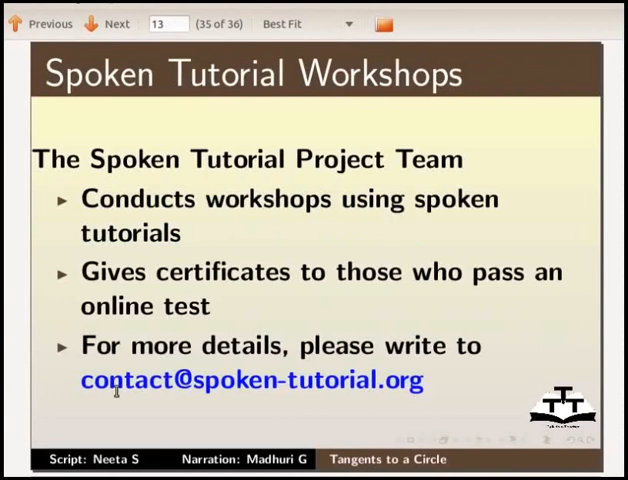 Previous Next 13 (35 of 36) Best Fit
Spoken Tutorial Workshops
The Spoken Tutorial Project Team
Conducts workshops using spoken
tutorials
Gives certificates to those who pass an
online test
For more details, please write to
contact@spoken-tutorial.org
Script: Neeta S Narration: Madhuri G Tangents to a Circle